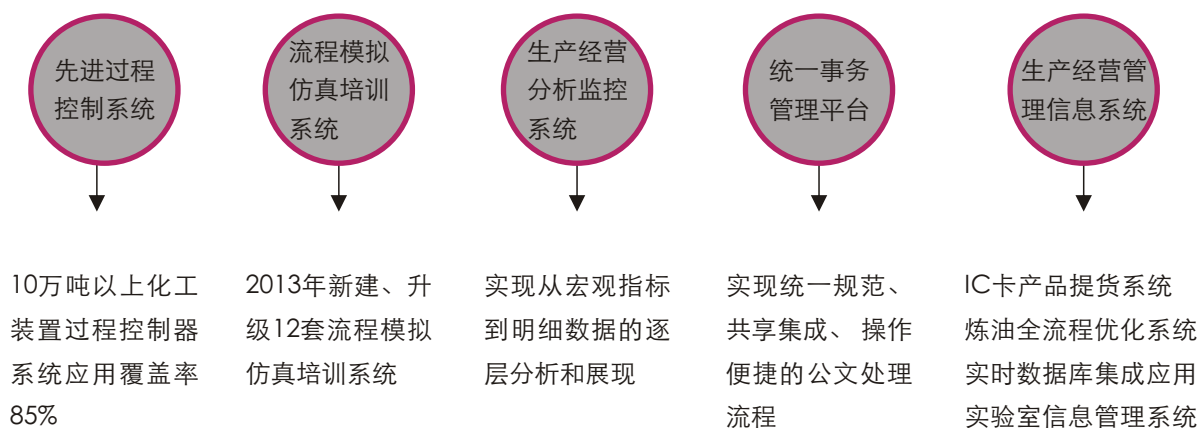 先进过程
控制系统
流程模拟
仿真培训
系统
生产经营
分析监控
系统
统一事务
管理平台
生产经营管
理信息系统
10万吨以上化工
装置过程控制器
系统应用覆盖率
85%
2013年新建、升
级12套流程模拟
仿真培训系统
实现从宏观指标
到明细数据的逐
层分析和展现
实现统一规范、
共享集成、 操作
便捷的公文处理
流程
IC卡产品提货系统
炼油全流程优化系统
实时数据库集成应用
实验室信息管理系统